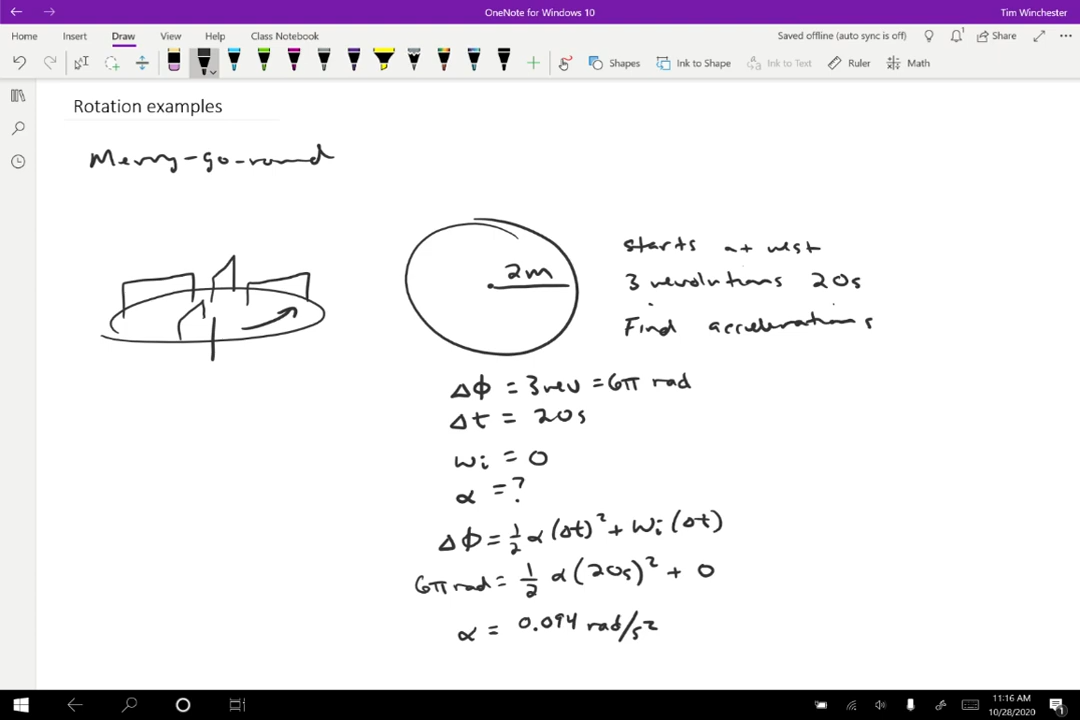 OneNote for Windows 10
Tim Winchester
Home Insert Draw View Help Class Notebook
Saved offline (auto sync is off) Share
Shapes Ink to Shape Ink to Text Ruler Math
Rotation examples
Merry-go-round
2m
starts at rest
3 revolutions 20s
Find accelerations
Δϕ = 3rev = 6π rad
Δt = 20s
ωi = 0
α = ?
Δϕ = 1/2 α (Δt)² + ωi (Δt)
6π rad = 1/2 α (20s)² + 0
α = 0.094 rad/s²
11:16 AM
10/28/2020
1